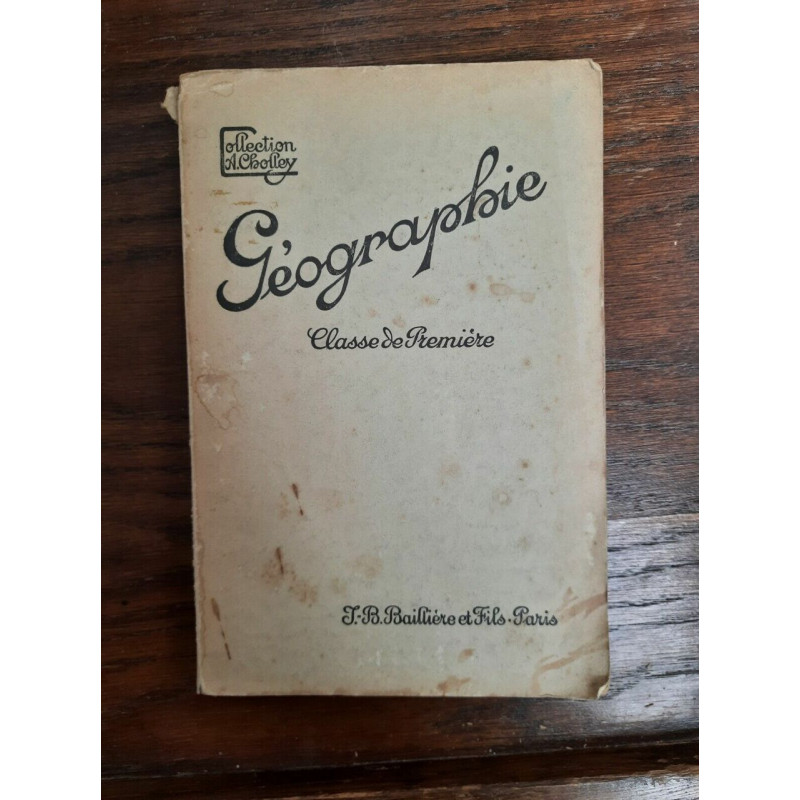 Collection
A. Cholley
Géographie
Classe de Première
J.-B. Baillière et Fils · Paris